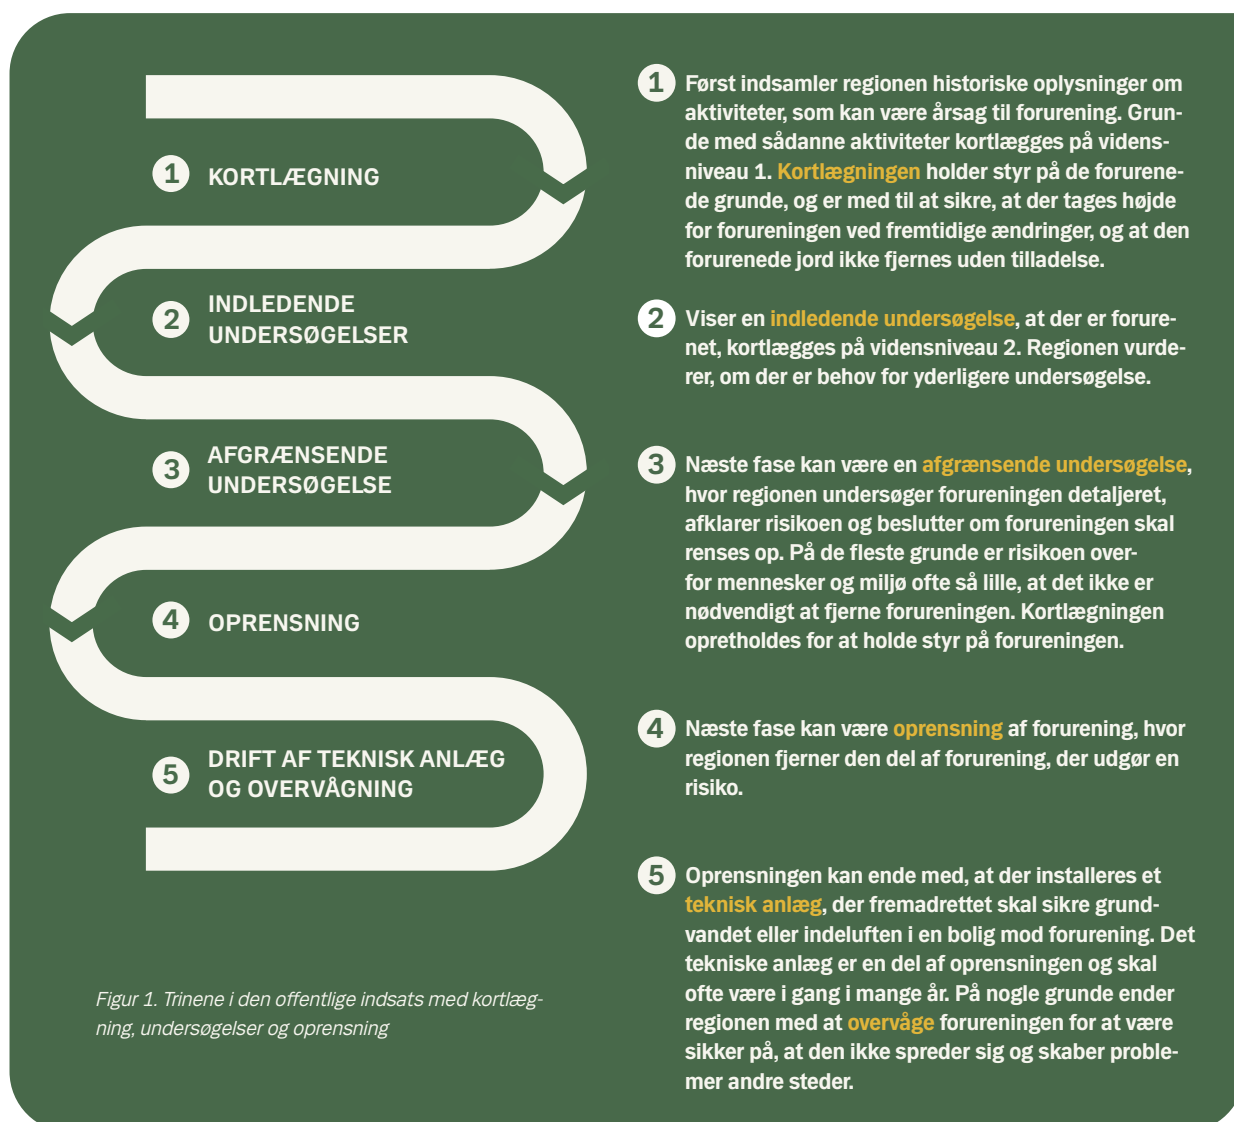 1 KORTLÆGNING
2 INDLEDENDE
UNDERSØGELSER
3 AFGRÆNSENDE
UNDERSØGELSE
4 OPRENSNING
5 DRIFT AF TEKNISK ANLÆG
OG OVERVÅGNING
Figur 1. Trinene i den offentlige indsats med kortlæg-
ning, undersøgelser og oprensning
1 Først indsamler regionen historiske oplysninger om
aktiviteter, som kan være årsag til forurening. Grun-
de med sådanne aktiviteter kortlægges på videns-
niveau 1. Kortlægningen holder styr på de forurene-
de grunde, og er med til at sikre, at der tages højde
for forureningen ved fremtidige ændringer, og at den
forurenede jord ikke fjernes uden tilladelse.
2 Viser en indledende undersøgelse, at der er forure-
net, kortlægges på vidensniveau 2. Regionen vurde-
rer, om der er behov for yderligere undersøgelse.
3 Næste fase kan være en afgrænsende undersøgelse,
hvor regionen undersøger forureningen detaljeret,
afklarer risikoen og beslutter om forureningen skal
renses op. På de fleste grunde er risikoen over-
for mennesker og miljø ofte så lille, at det ikke er
nødvendigt at fjerne forureningen. Kortlægningen
opretholdes for at holde styr på forureningen.
4 Næste fase kan være oprensning af forurening, hvor
regionen fjerner den del af forurening, der udgør en
risiko.
5 Oprensningen kan ende med, at der installeres et
teknisk anlæg, der fremadrettet skal sikre grund-
vandet eller indeluften i en bolig mod forurening. Det
tekniske anlæg er en del af oprensningen og skal
ofte være i gang i mange år. På nogle grunde ender
regionen med at overvåge forureningen for at være
sikker på, at den ikke spreder sig og skaber proble-
mer andre steder.